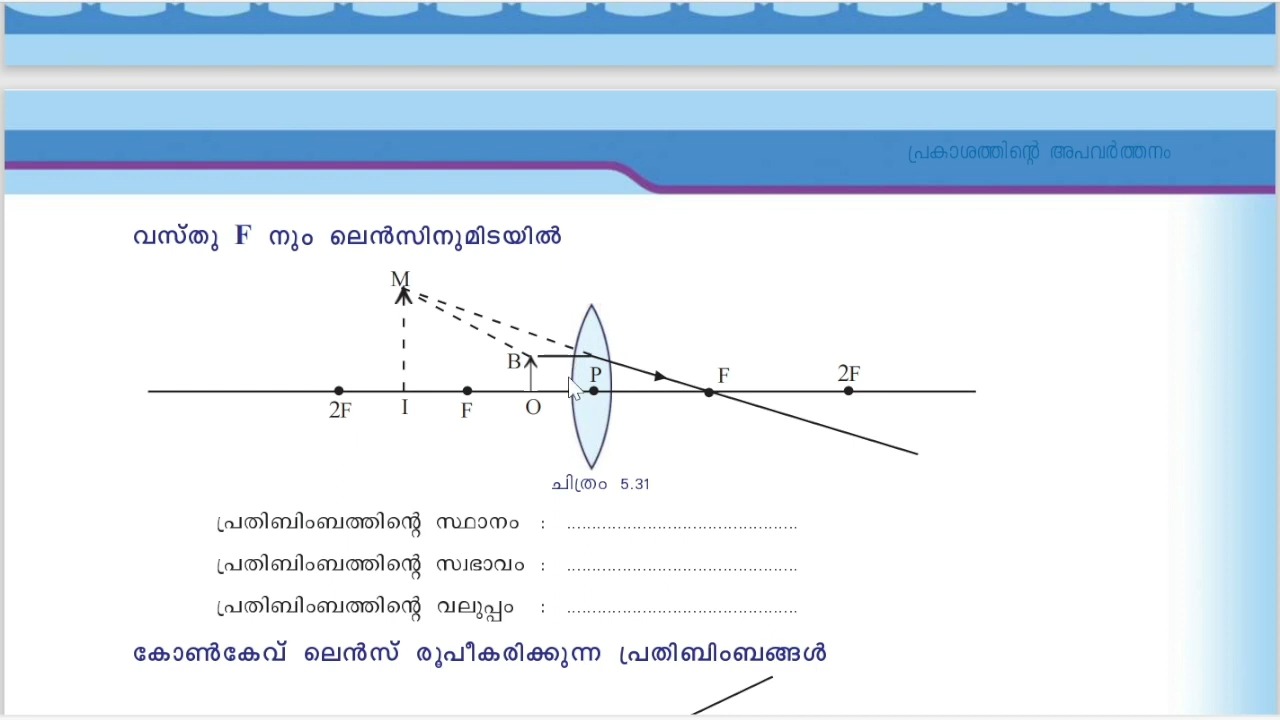 പ്രകാശത്തിന്റെ അപവർത്തനം
വസ്തു F നും ലെൻസിനുമിടയിൽ
M
B
P
F
2F
2F
I
F
O
ചിത്രം 5.31
പ്രതിബിംബത്തിന്റെ സ്ഥാനം : ..............................................
പ്രതിബിംബത്തിന്റെ സ്വഭാവം : ..............................................
പ്രതിബിംബത്തിന്റെ വലുപ്പം : ..............................................
കോൺകേവ് ലെൻസ് രൂപീകരിക്കുന്ന പ്രതിബിംബങ്ങൾ